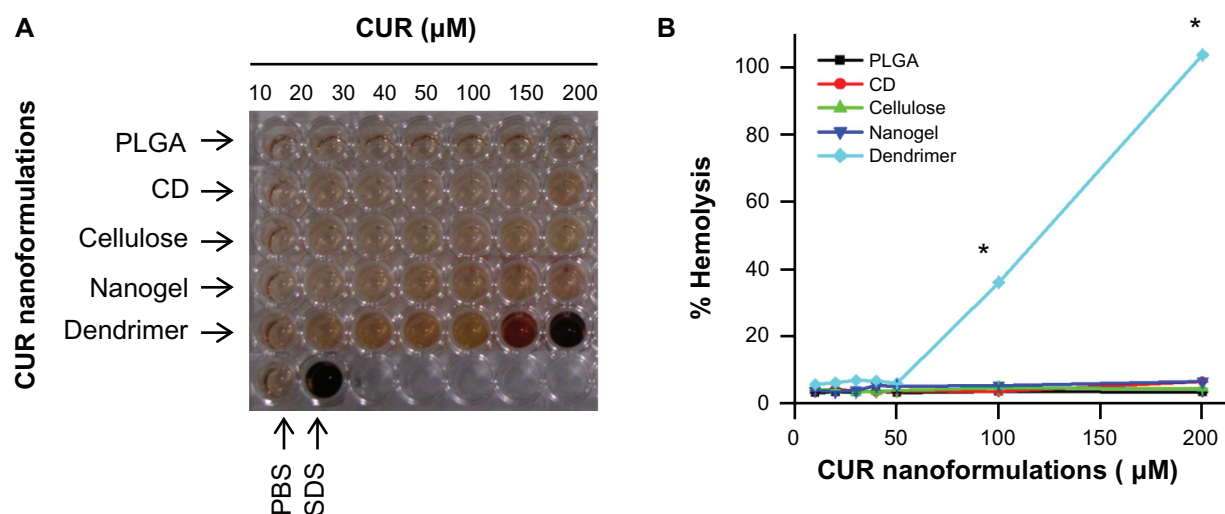 A
CUR (µM)
10 20 30 40 50 100 150 200
CUR nanoformulations
PLGA
CD
Cellulose
Nanogel
Dendrimer
PBS
SDS
B
% Hemolysis
100
80
60
40
20
0
PLGA
CD
Cellulose
Nanogel
Dendrimer
*
*
0 50 100 150 200
CUR nanoformulations ( µM)